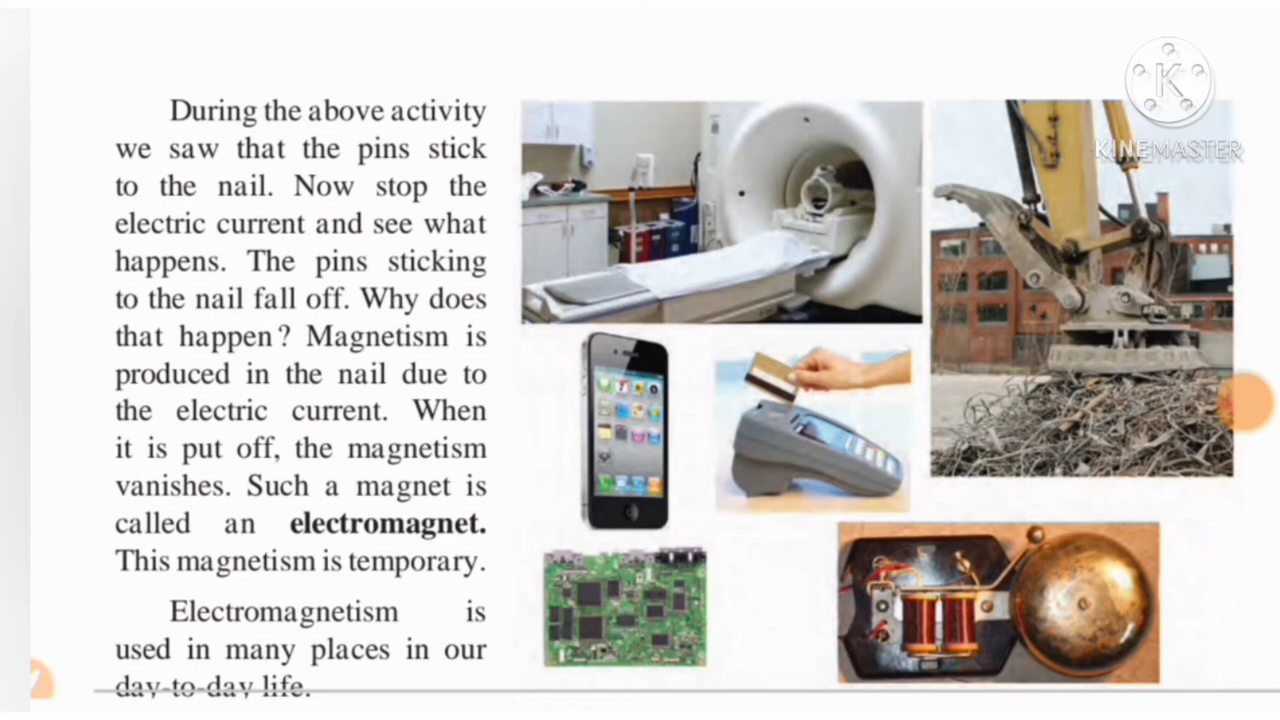 During the above activity
we saw that the pins stick
to the nail. Now stop the
electric current and see what
happens. The pins sticking
to the nail fall off. Why does
that happen? Magnetism is
produced in the nail due to
the electric current. When
it is put off, the magnetism
vanishes. Such a magnet is
called an electromagnet.
This magnetism is temporary.
Electromagnetism is
used in many places in our
day-to-day life.
K
KINEMASTER